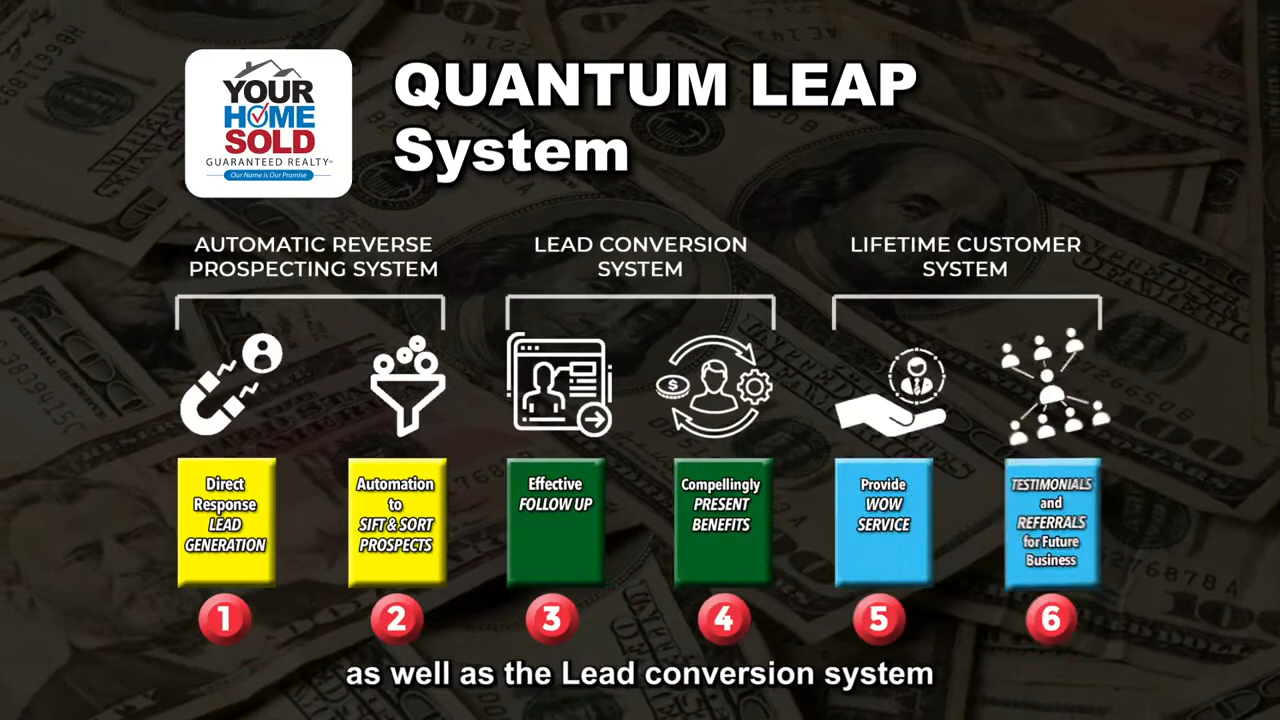 YOUR
HOME
SOLD
GUARANTEED REALTY
Our Name is Our Promise
QUANTUM LEAP
System
AUTOMATIC REVERSE
PROSPECTING SYSTEM
LEAD CONVERSION
SYSTEM
LIFETIME CUSTOMER
SYSTEM
$
Direct
Response
LEAD
GENERATION
Automation
to
SIFT & SORT
PROSPECTS
Effective
FOLLOW UP
Compellingly
PRESENT
BENEFITS
Provide
WOW
SERVICE
TESTIMONIALS
and
REFERRALS
for Future
Business
1
2
3
4
5
6
as well as the Lead conversion system